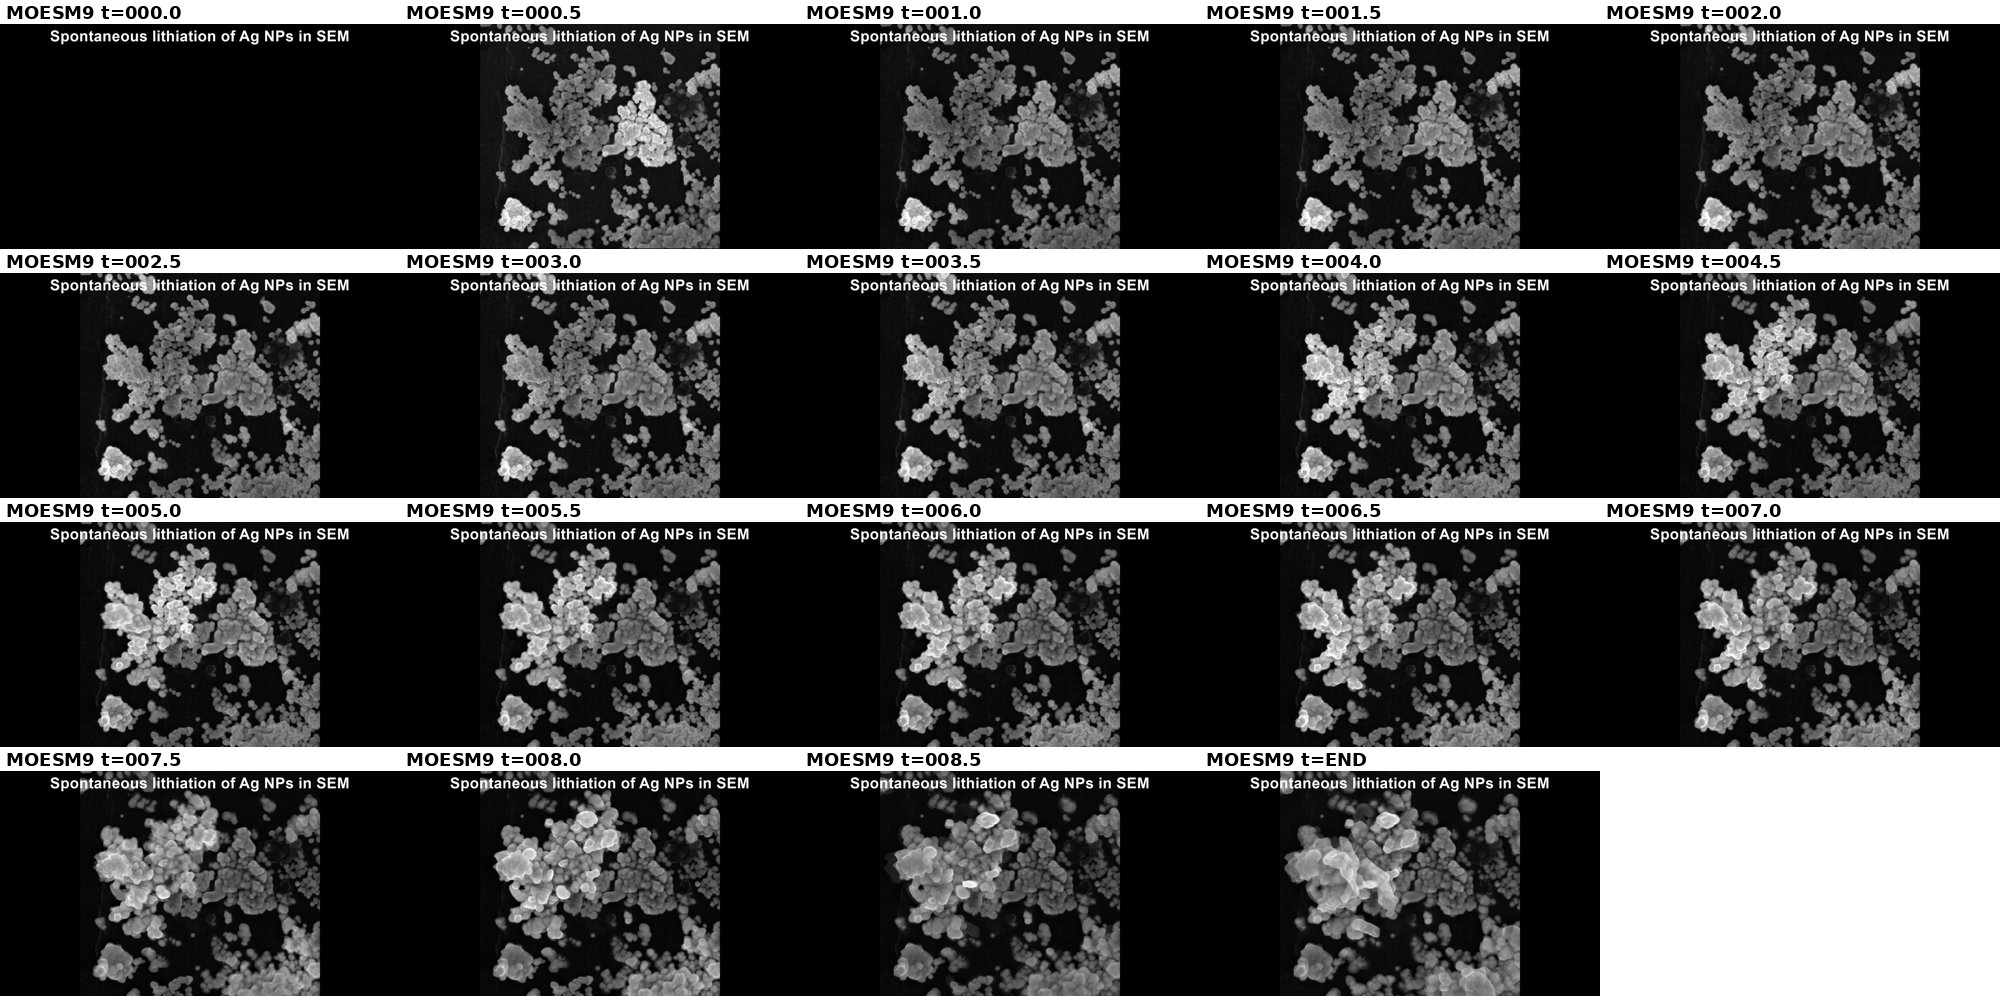 MOESM9 t=000.0
MOESM9 t=000.5
MOESM9 t=001.0
MOESM9 t=001.5
MOESM9 t=002.0
Spontaneous lithiation of Ag NPs in SEM
Spontaneous lithiation of Ag NPs in SEM
Spontaneous lithiation of Ag NPs in SEM
Spontaneous lithiation of Ag NPs in SEM
Spontaneous lithiation of Ag NPs in SEM
MOESM9 t=002.5
MOESM9 t=003.0
MOESM9 t=003.5
MOESM9 t=004.0
MOESM9 t=004.5
Spontaneous lithiation of Ag NPs in SEM
Spontaneous lithiation of Ag NPs in SEM
Spontaneous lithiation of Ag NPs in SEM
Spontaneous lithiation of Ag NPs in SEM
Spontaneous lithiation of Ag NPs in SEM
MOESM9 t=005.0
MOESM9 t=005.5
MOESM9 t=006.0
MOESM9 t=006.5
MOESM9 t=007.0
Spontaneous lithiation of Ag NPs in SEM
Spontaneous lithiation of Ag NPs in SEM
Spontaneous lithiation of Ag NPs in SEM
Spontaneous lithiation of Ag NPs in SEM
Spontaneous lithiation of Ag NPs in SEM
MOESM9 t=007.5
MOESM9 t=008.0
MOESM9 t=008.5
MOESM9 t=END
Spontaneous lithiation of Ag NPs in SEM
Spontaneous lithiation of Ag NPs in SEM
Spontaneous lithiation of Ag NPs in SEM
Spontaneous lithiation of Ag NPs in SEM